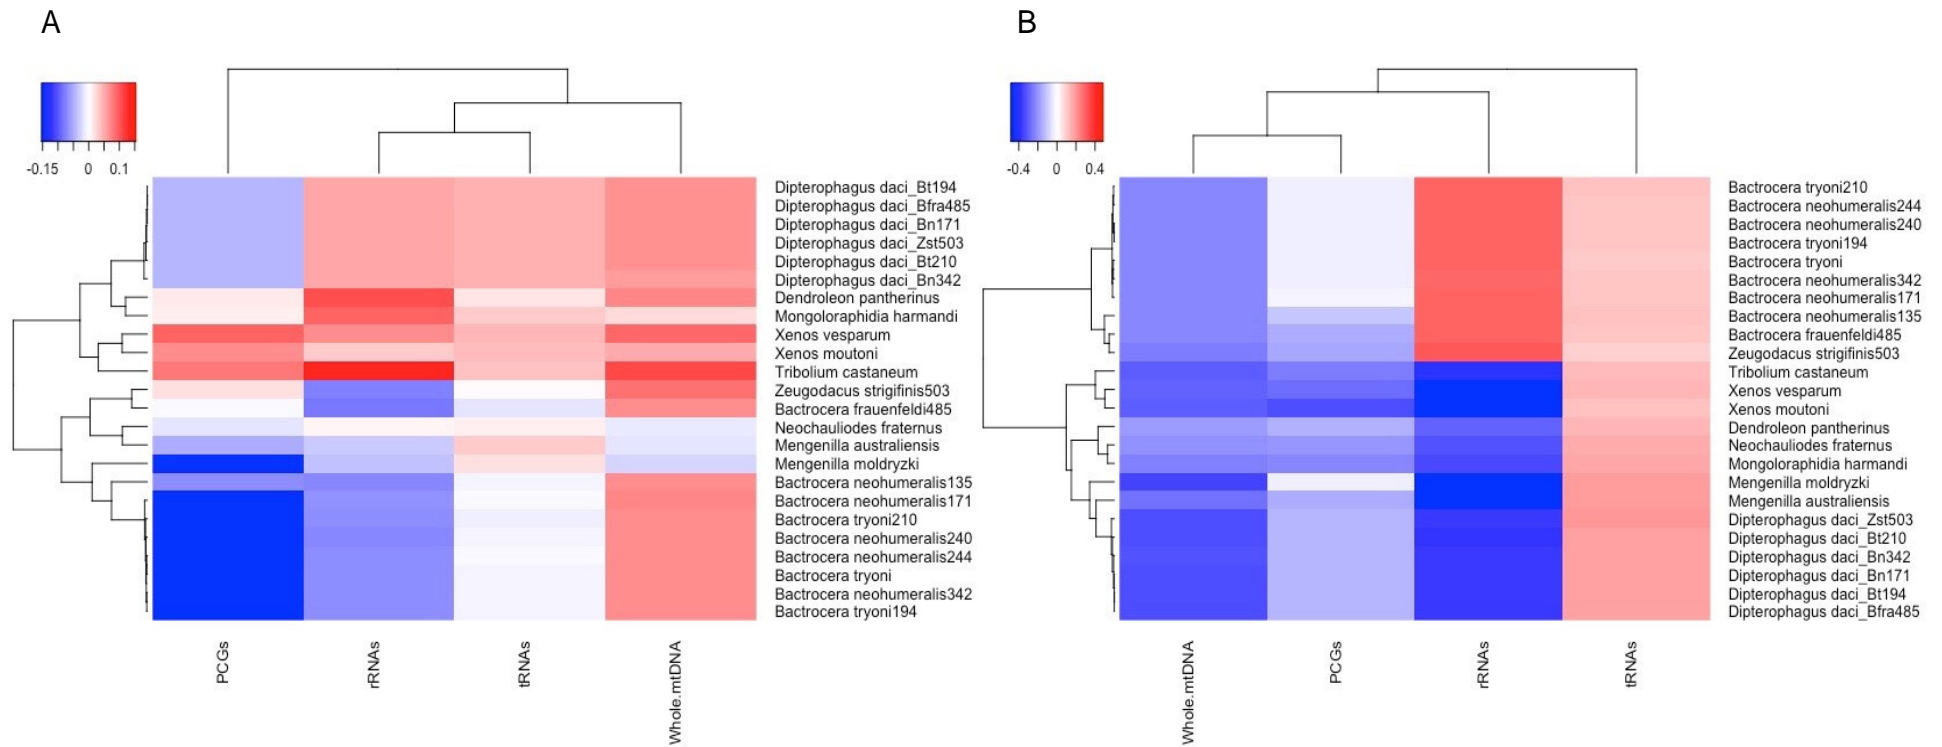 A
-0.15 0 0.1
Dipterophagus daci_Bt194
Dipterophagus daci_Bfra485
Dipterophagus daci_Bn171
Dipterophagus daci_Zst503
Dipterophagus daci_Bt210
Dipterophagus daci_Bn342
Dendroleon pantherinus
Mongoloraphidia harmandi
Xenos vesparum
Xenos moutoni
Tribolium castaneum
Zeugodacus strigifinis503
Bactrocera frauenfeldi485
Neochauliodes fraternus
Mengenilla australiensis
Mengenilla moldryzki
Bactrocera neohumeralis135
Bactrocera neohumeralis171
Bactrocera tryoni210
Bactrocera neohumeralis240
Bactrocera neohumeralis244
Bactrocera tryoni
Bactrocera neohumeralis342
Bactrocera tryoni194
PCGs
rRNAs
tRNAs
Whole.mtDNA
B
-0.4 0 0.4
Bactrocera tryoni210
Bactrocera neohumeralis244
Bactrocera neohumeralis240
Bactrocera tryoni194
Bactrocera tryoni
Bactrocera neohumeralis342
Bactrocera neohumeralis171
Bactrocera neohumeralis135
Bactrocera frauenfeldi485
Zeugodacus strigifinis503
Tribolium castaneum
Xenos vesparum
Xenos moutoni
Dendroleon pantherinus
Neochauliodes fraternus
Mongoloraphidia harmandi
Mengenilla moldryzki
Mengenilla australiensis
Dipterophagus daci_Zst503
Dipterophagus daci_Bt210
Dipterophagus daci_Bn342
Dipterophagus daci_Bn171
Dipterophagus daci_Bt194
Dipterophagus daci_Bfra485
Whole.mtDNA
PCGs
rRNAs
tRNAs